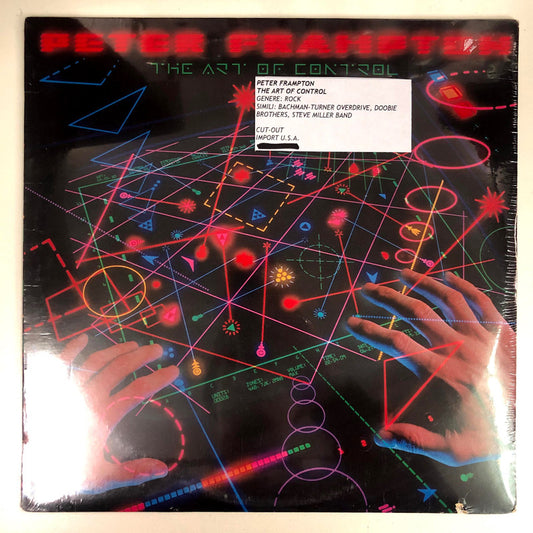 PETER FRAMPTON
THE ART OF CONTROL
PETER FRAMPTON
THE ART OF CONTROL
GENERE: ROCK
SIMILI: BACHMAN-TURNER OVERDRIVE, DOOBIE
BROTHERS, STEVE MILLER BAND
CUT-OUT
IMPORT U.S.A.